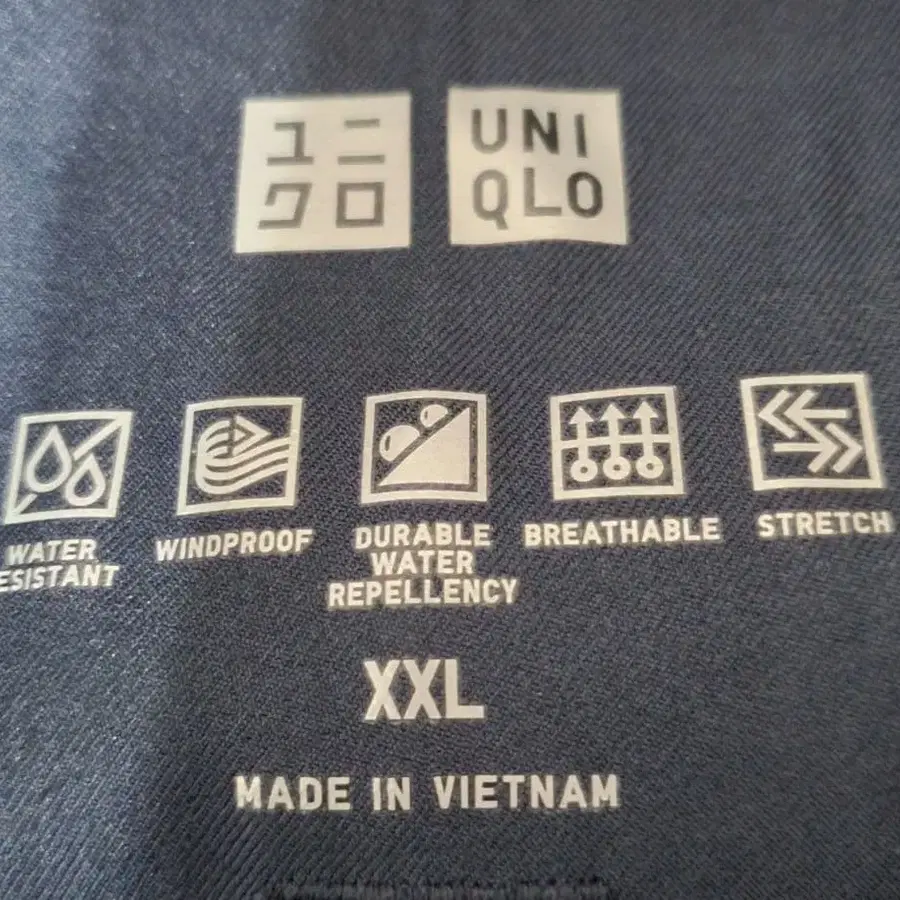 ユニ
クロ
UNI
QLO
WATER
ESISTANT
WINDPROOF
DURABLE
WATER
REPELLENCY
BREATHABLE
STRETCH
XXL
MADE IN VIETNAM